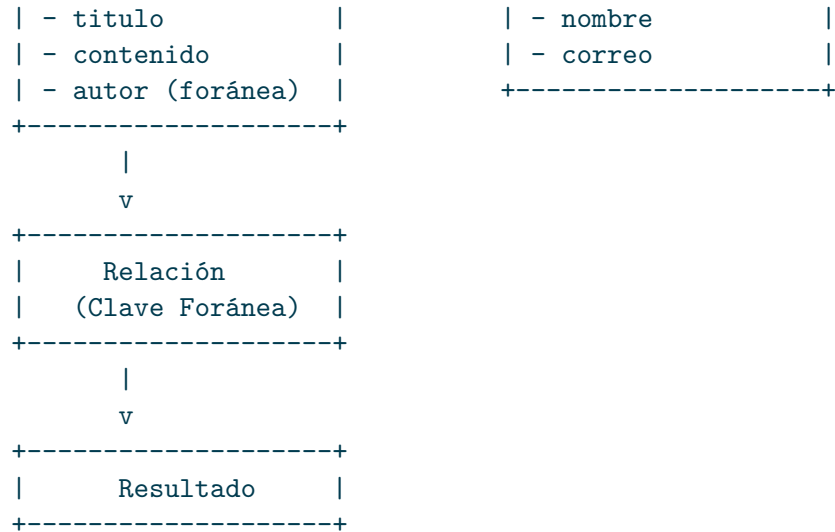 | - titulo           |          | - nombre           |
| - contenido        |          | - correo           |
| - autor (foránea)  |          +--------------------+
+--------------------+
       |
       v
+--------------------+
|      Relación      |
|   (Clave Foránea)  |
+--------------------+
       |
       v
+--------------------+
|      Resultado     |
+--------------------+